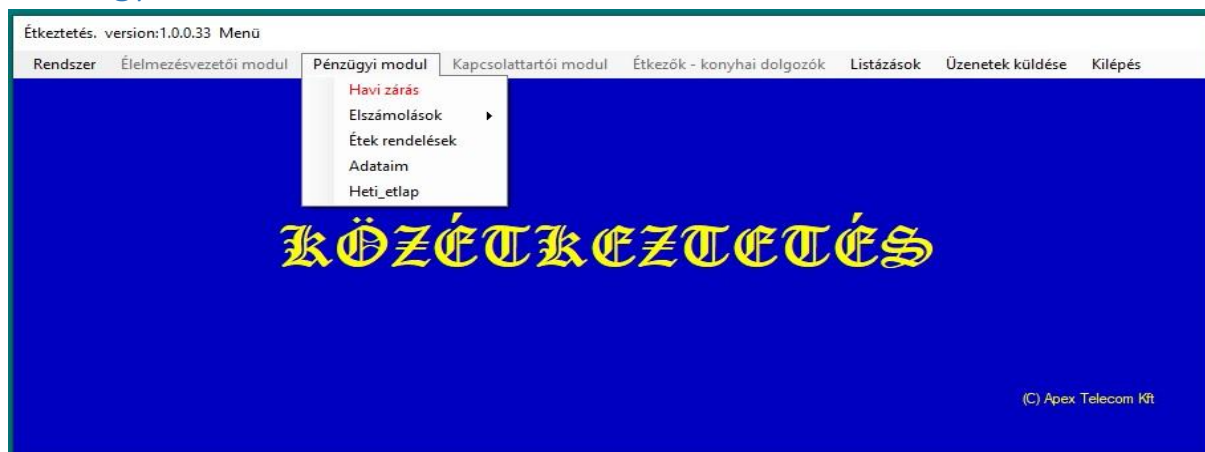 Étkeztetés. version:1.0.0.33 Menü
Rendszer Élelmezésvezetői modul Pénzügyi modul Kapcsolattartói modul Étkezők - konyhai dolgozók Listázások Üzenetek küldése Kilépés
Havi zárás
Elszámolások
Étek rendelések
Adataim
Heti_etlap
KÖZÉTKEZTETÉS
(C) Apex Telecom Kft